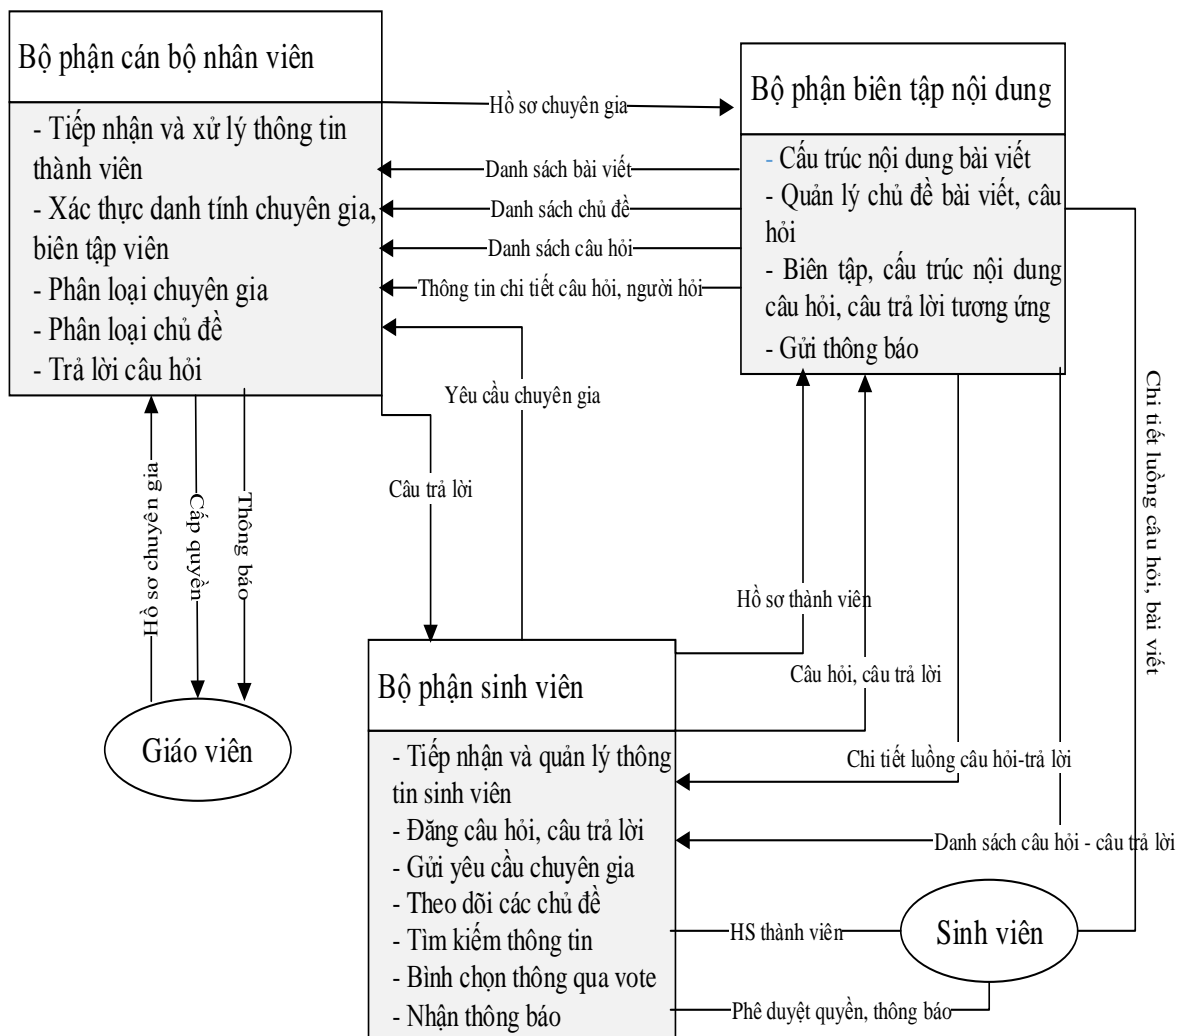 Bộ phận cán bộ nhân viên
- Tiếp nhận và xử lý thông tin
thành viên
- Xác thực danh tính chuyên gia,
biên tập viên
- Phân loại chuyên gia
- Phân loại chủ đề
- Trả lời câu hỏi
Hồ sơ chuyên gia
Danh sách bài viết
Danh sách chủ đề
Danh sách câu hỏi
Thông tin chi tiết câu hỏi, người hỏi
Bộ phận biên tập nội dung
- Cấu trúc nội dung bài viết
- Quản lý chủ đề bài viết, câu
hỏi
- Biên tập, cấu trúc nội dung
câu hỏi, câu trả lời tương ứng
- Gửi thông báo
Yêu cầu chuyên gia
Câu trả lời
Hồ sơ chuyên gia
Cấp quyền
Thông báo
Giáo viên
Hồ sơ thành viên
Câu hỏi, câu trả lời
Chi tiết luồng câu hỏi-trả lời
Danh sách câu hỏi - câu trả lời
Chi tiết luồng câu hỏi, bài viết
Bộ phận sinh viên
- Tiếp nhận và quản lý thông
tin sinh viên
- Đăng câu hỏi, câu trả lời
- Gửi yêu cầu chuyên gia
- Theo dõi các chủ đề
- Tìm kiếm thông tin
- Bình chọn thông qua vote
- Nhận thông báo
HS thành viên
Sinh viên
Phê duyệt quyền, thông báo